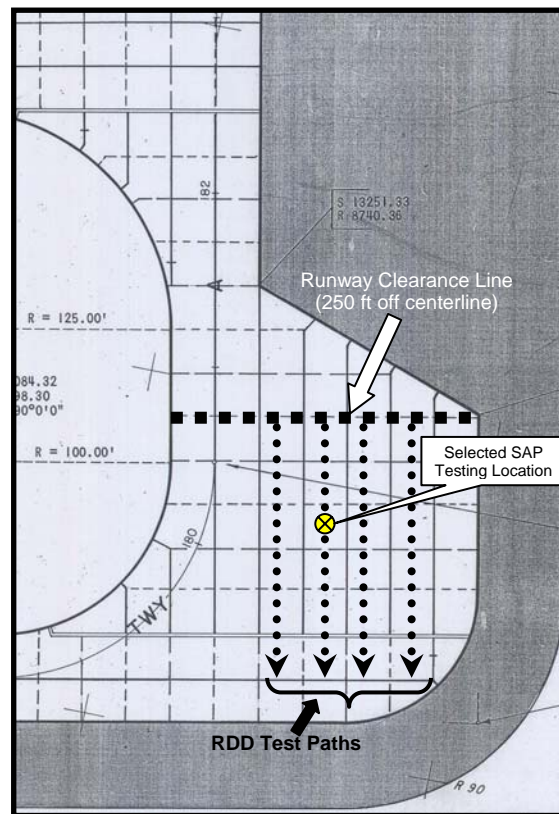 82
S 13251.33
R 8740.36
A
Runway Clearance Line
(250 ft off centerline)
R = 125.00'
084.32
98.30
90°0'0"
R = 100.00'
Selected SAP
Testing Location
180
TWY
RDD Test Paths
R 90